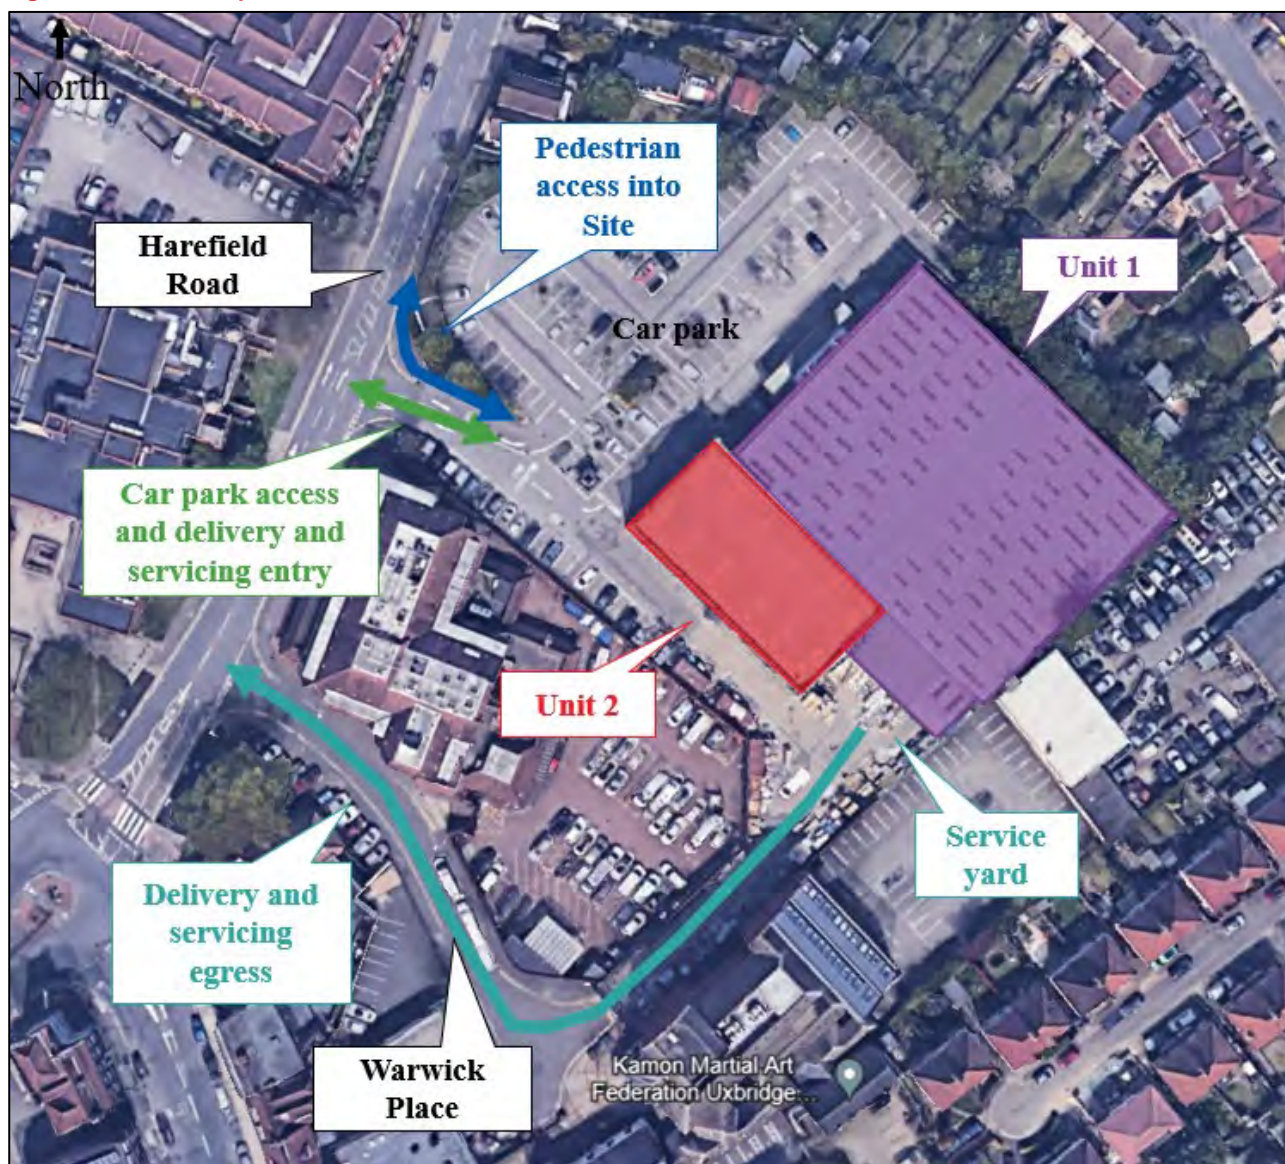 North
Pedestrian
access into
Site
Harefield
Road
Unit 1
Car park
Car park access
and delivery and
servicing entry
Unit 2
Service
yard
Delivery and
servicing
egress
Warwick
Place
Kamon Martial Art
Federation Uxbridge...